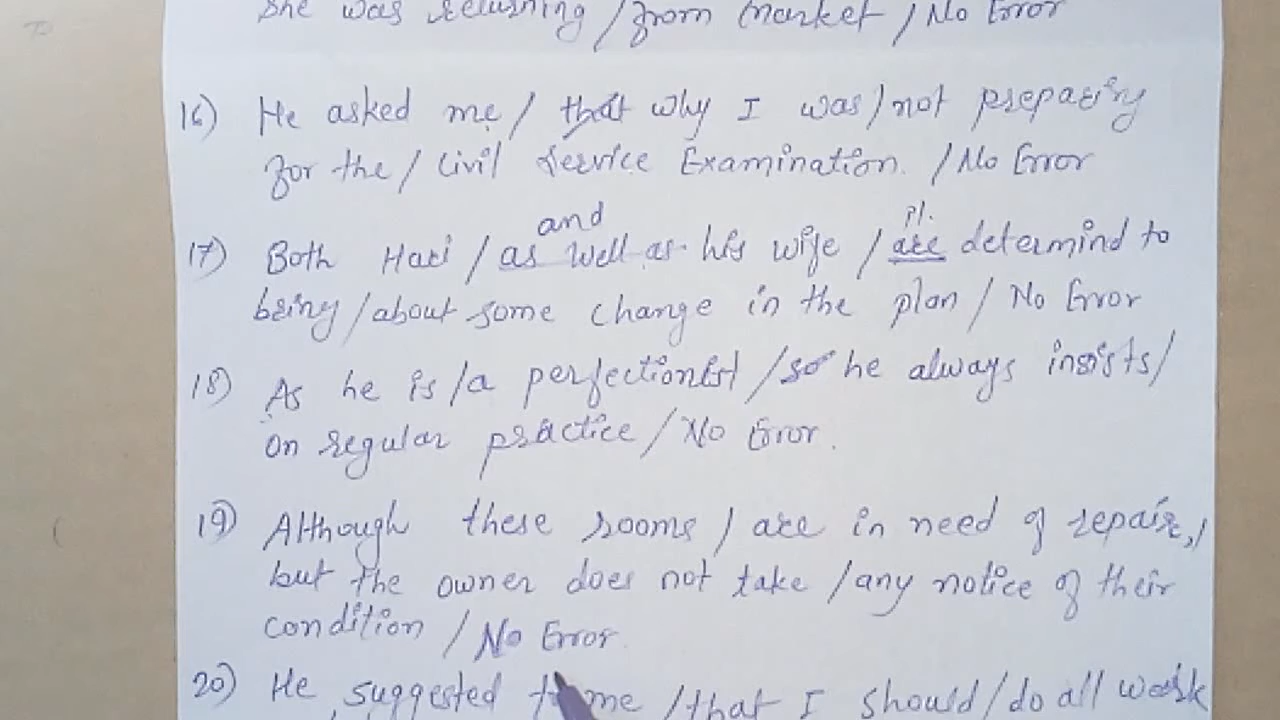 She was returning / from market / No Error
16) He asked me / that why I was / not preparing
for the / Civil Service Examination. / No Error
and pl.
17) Both Hari / as well as his wife / are determind to
being / about some change in the plan / No Error
18) As he is / a perfectionist / so he always insists /
on regular practice / No Error.
19) Although these rooms / are in need of repair, /
but the owner does not take / any notice of their
condition / No Error
20) He suggested to me / that I should / do all work